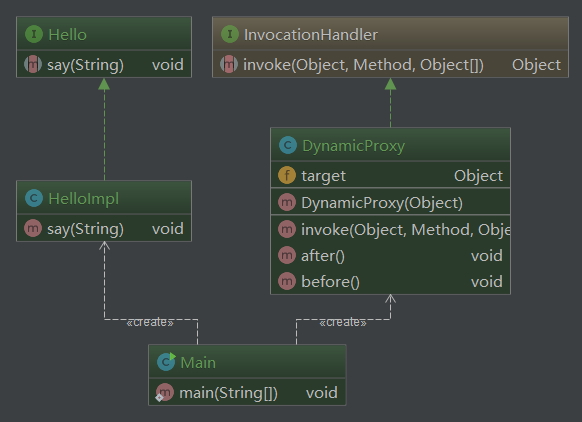 I Hello
m say(String) void
I InvocationHandler
m invoke(Object, Method, Object[]) Object
C DynamicProxy
f target Object
m DynamicProxy(Object)
m invoke(Object, Method, Obje
m after() void
m before() void
C HelloImpl
m say(String) void
«create»
«create»
C Main
m main(String[]) void